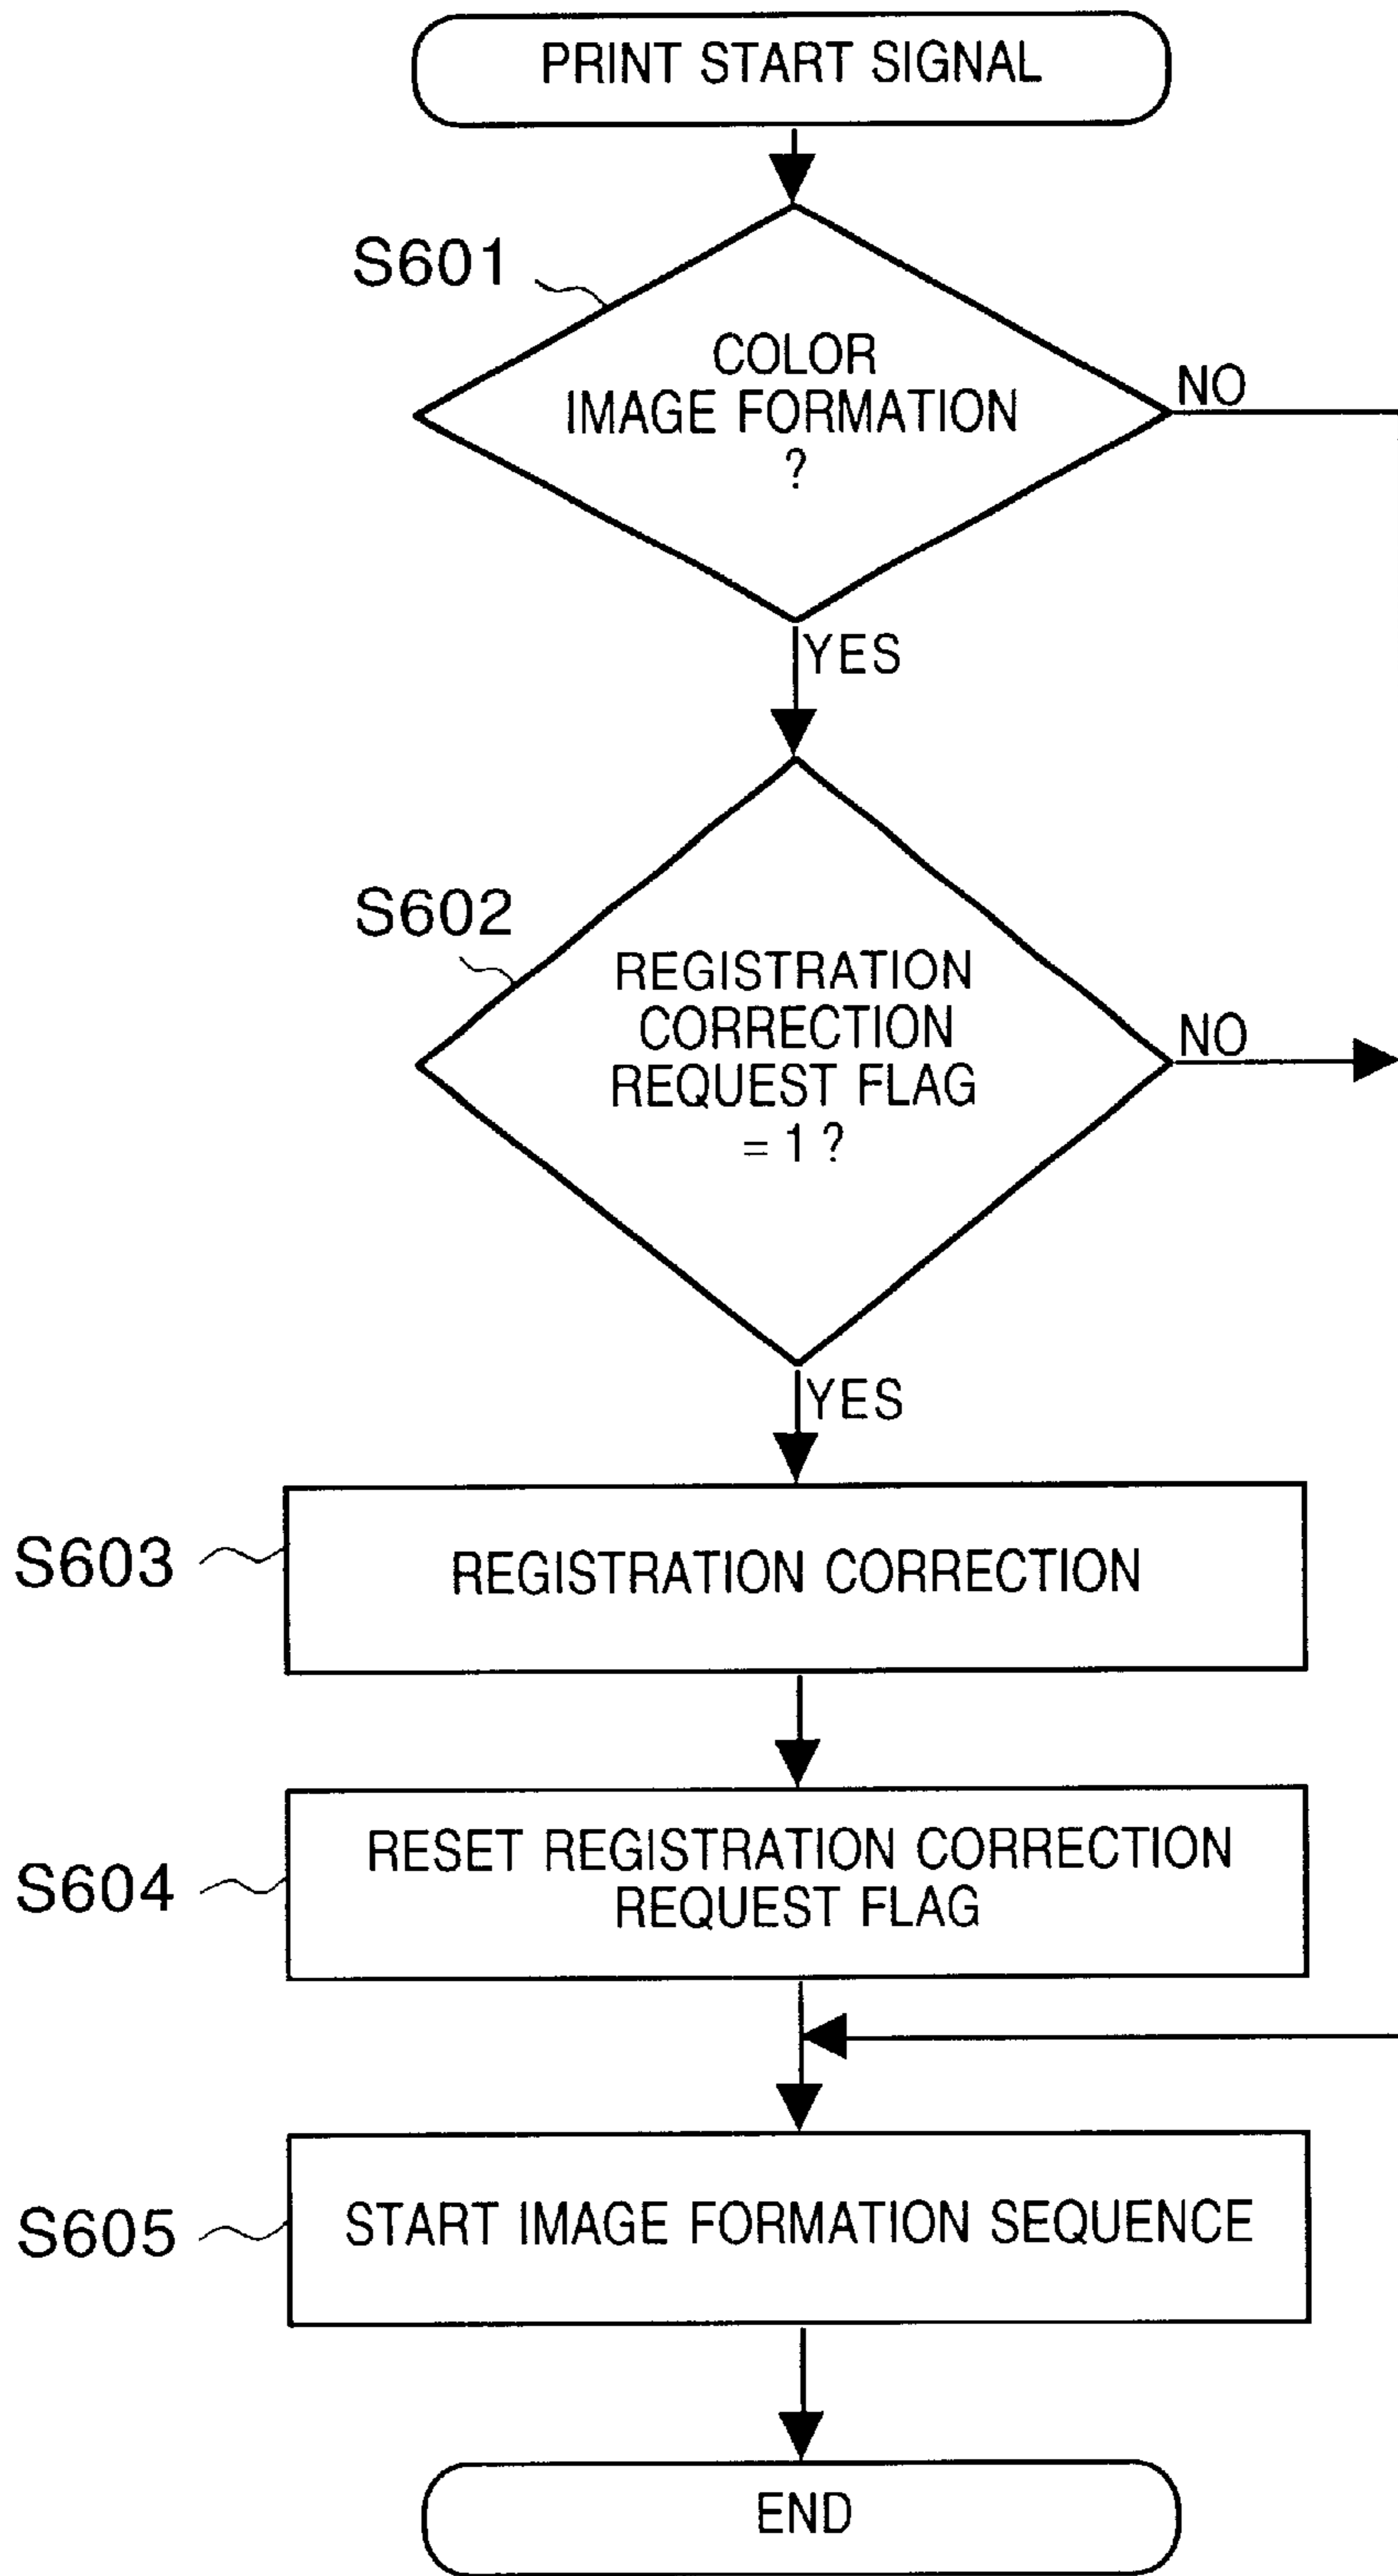 PRINT START SIGNAL
S601
COLOR
IMAGE FORMATION
?
NO
YES
S602
REGISTRATION
CORRECTION
REQUEST FLAG
= 1 ?
NO
YES
S603
REGISTRATION CORRECTION
S604
RESET REGISTRATION CORRECTION
REQUEST FLAG
S605
START IMAGE FORMATION SEQUENCE
END